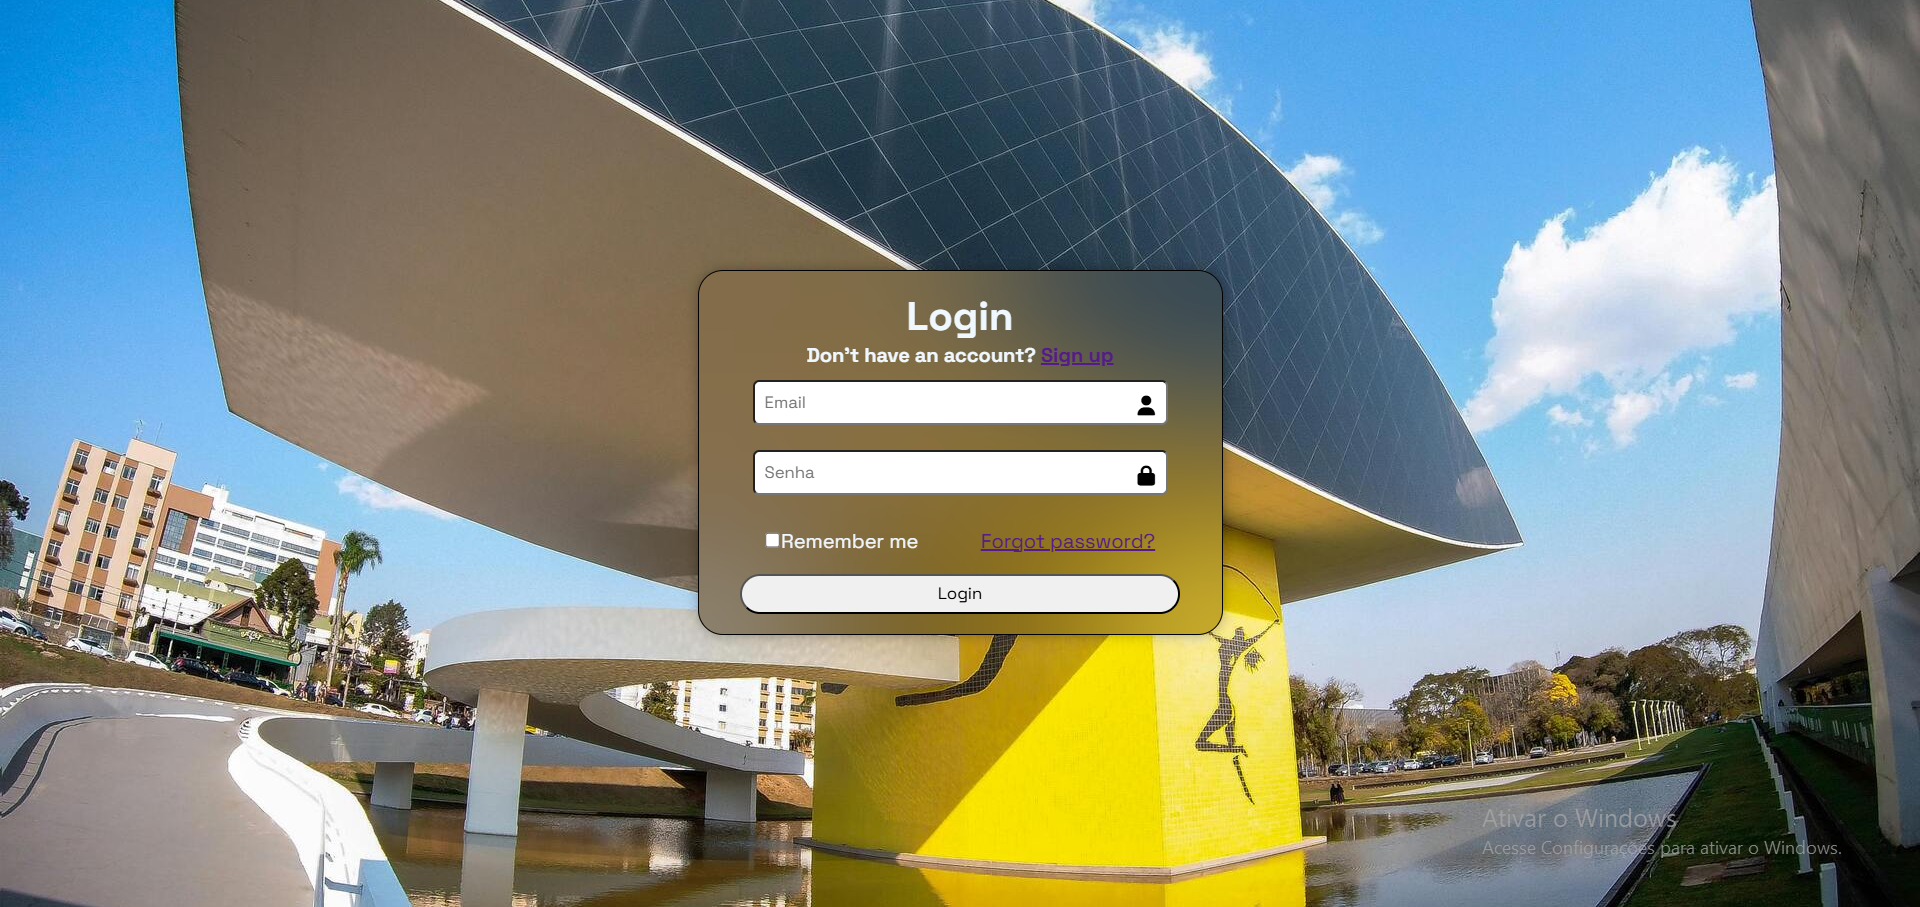 Login
Don't have an account? Sign up
Email
Senha
Remember me
Forgot password?
Login
Ativar o Windows
Acesse Configurações para ativar o Windows.